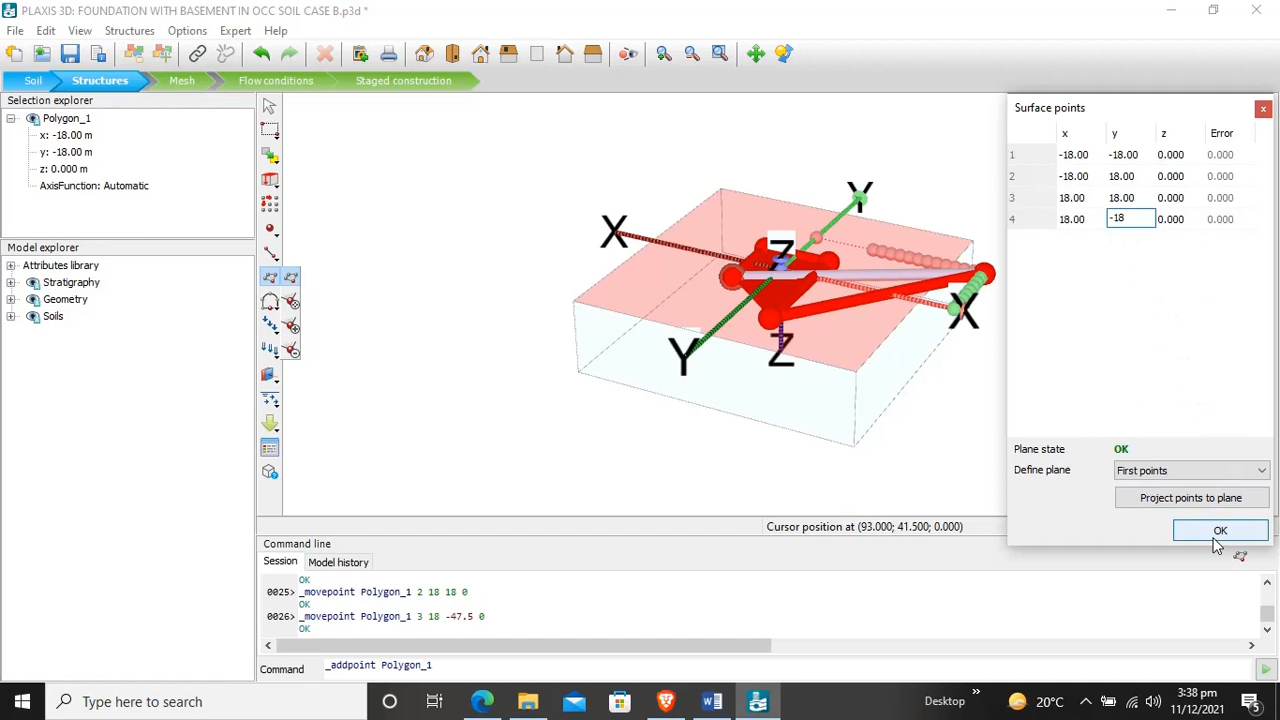 PLAXIS 3D: FOUNDATION WITH BASEMENT IN OCC SOIL CASE B.p3d *
File Edit View Structures Options Expert Help
Soil Structures Mesh Flow conditions Staged construction
Selection explorer
Polygon_1
x: -18.00 m
y: -18.00 m
z: 0.000 m
AxisFunction: Automatic
Model explorer
Attributes library
Stratigraphy
Geometry
Soils
X Y Z X Y Z
Surface points
x y z Error
1 -18.00 -18.00 0.000 0.000
2 -18.00 18.00 0.000 0.000
3 18.00 18.00 0.000 0.000
4 18.00 -18 0.000 0.000
Plane state OK
Define plane First points
Project points to plane
OK
Cursor position at (93.000; 41.500; 0.000)
Command line
Session Model history
OK
0025> _movepoint Polygon_1 2 18 18 0
OK
0026> _movepoint Polygon_1 3 18 -47.5 0
OK
Command _addpoint Polygon_1
Type here to search
Desktop
20°C
3:38 pm
11/12/2021
5